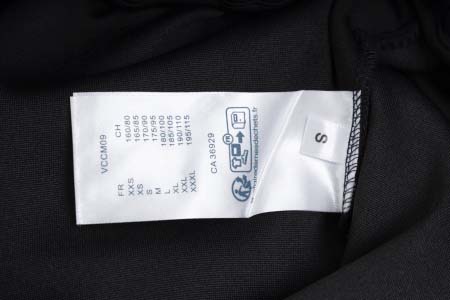 VCCM09
FR CH
XXS 160/80
XS 165/85
S 170/90
M 175/95
L 180/100
XL 185/105
XXL 190/110
XXXL 195/115
CA 36929
FR
S